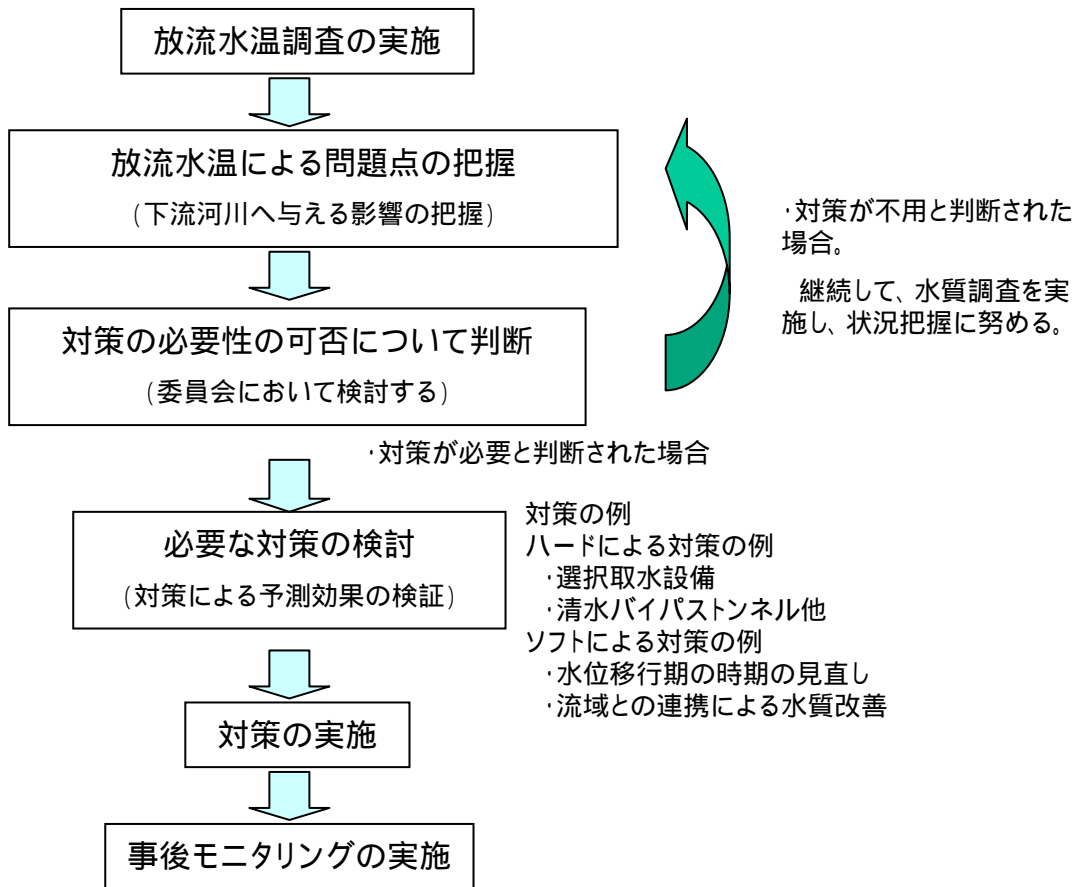 放流水温調査の実施
放流水温による問題点の把握
(下流河川へ与える影響の把握)
・対策が不用と判断された
場合。
継続して、水質調査を実
施し、状況把握に努める。
対策の必要性の可否について判断
(委員会において検討する)
・対策が必要と判断された場合
必要な対策の検討
(対策による予測効果の検証)
対策の例
ハードによる対策の例
・選択取水設備
・清水バイパストンネル他
ソフトによる対策の例
・水位移行期の時期の見直し
・流域との連携による水質改善
対策の実施
事後モニタリングの実施